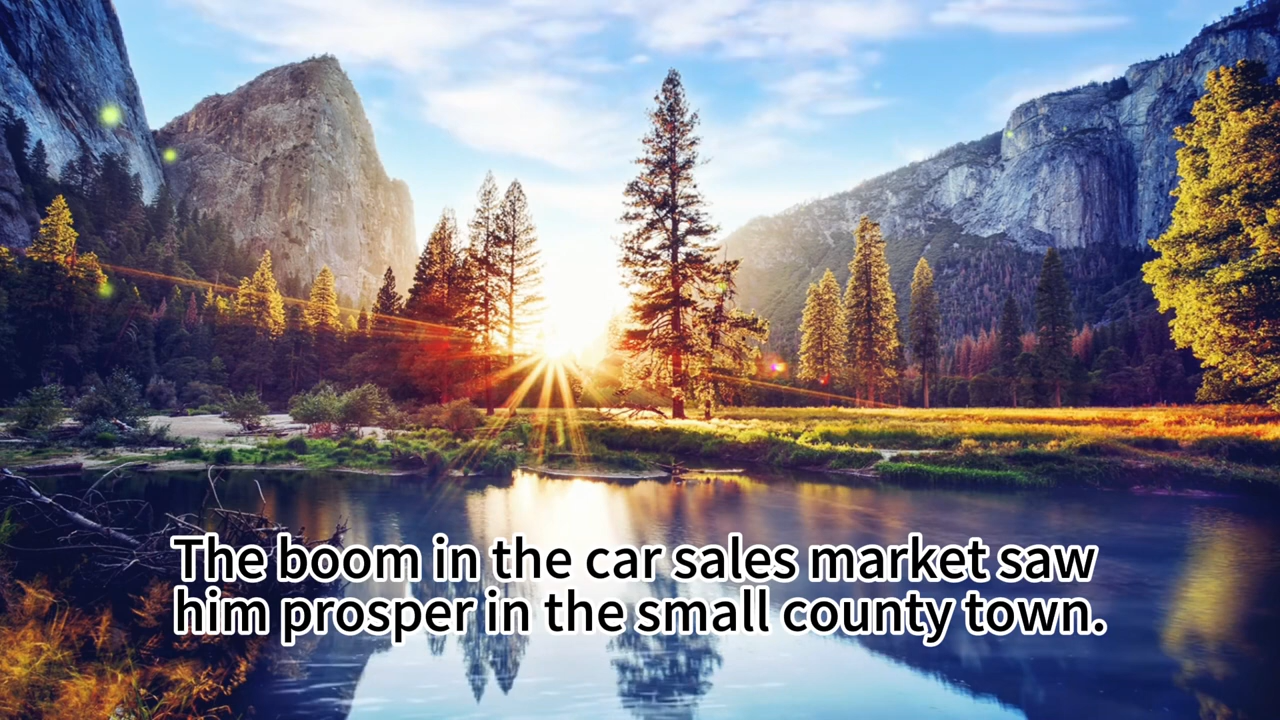 The boom in the car sales market saw
him prosper in the small county town.